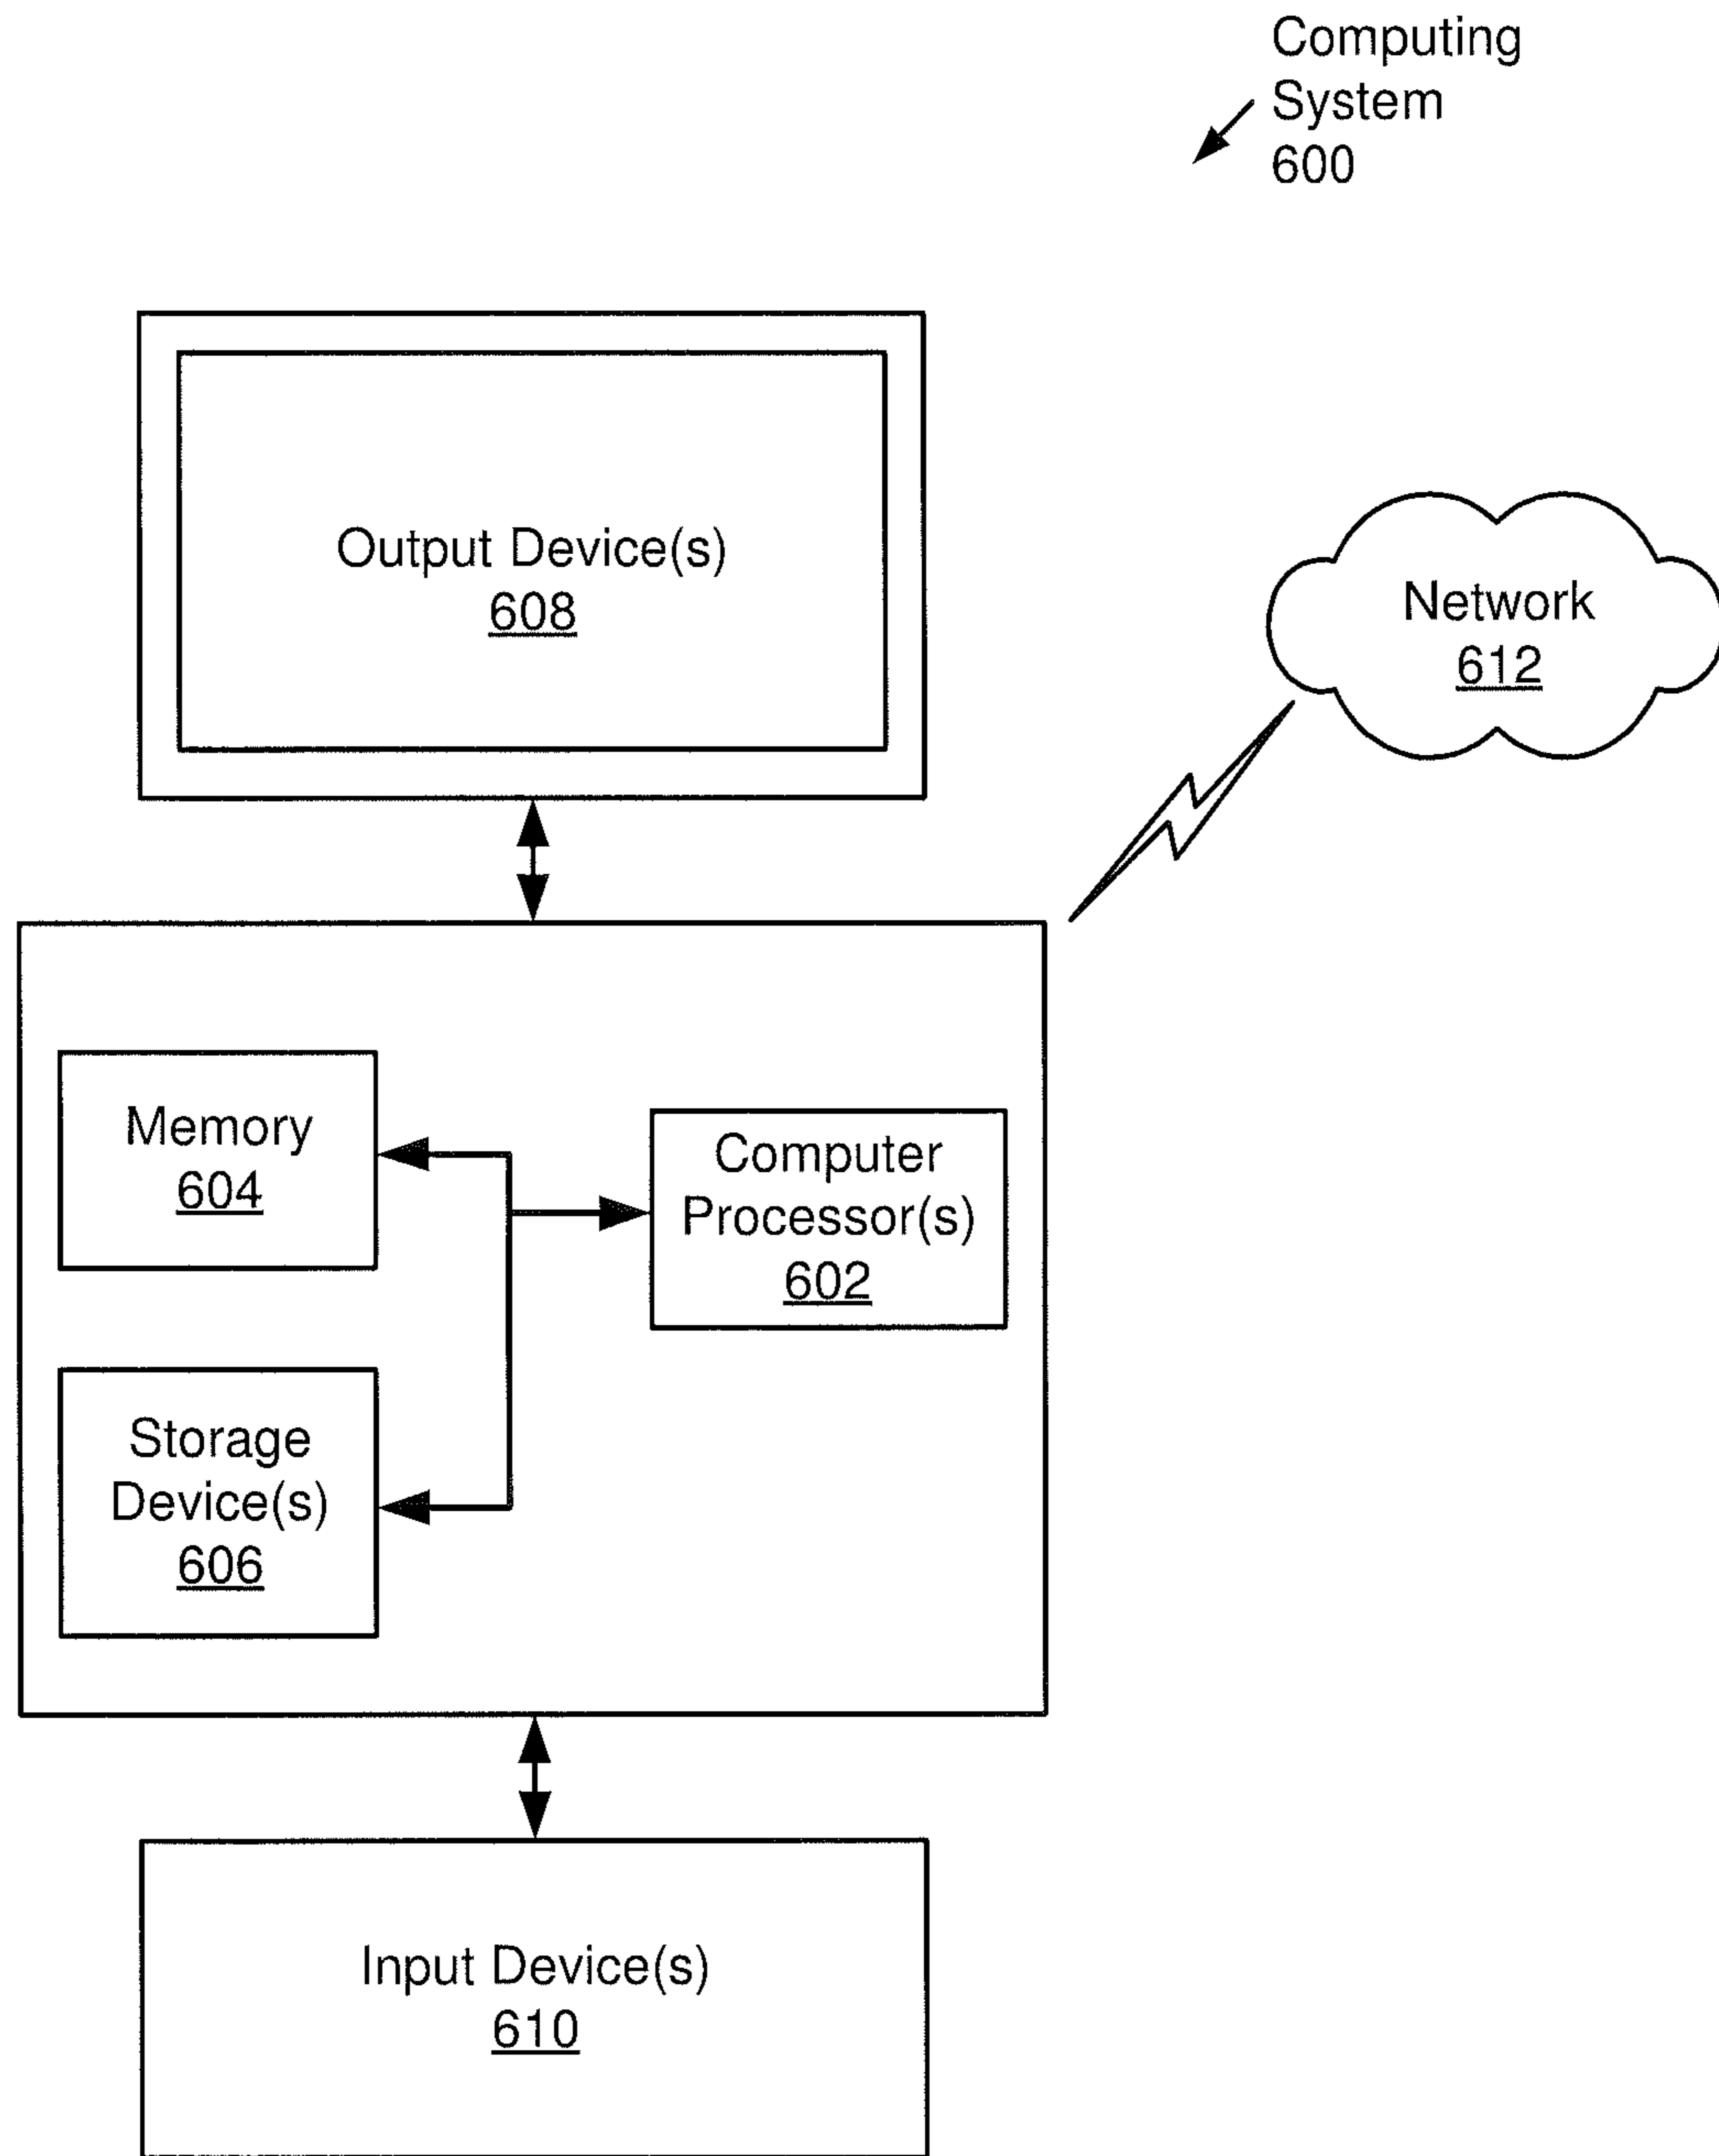 Computing
System
600
Output Device(s)
608
Network
612
Memory
604
Computer
Processor(s)
602
Storage
Device(s)
606
Input Device(s)
610